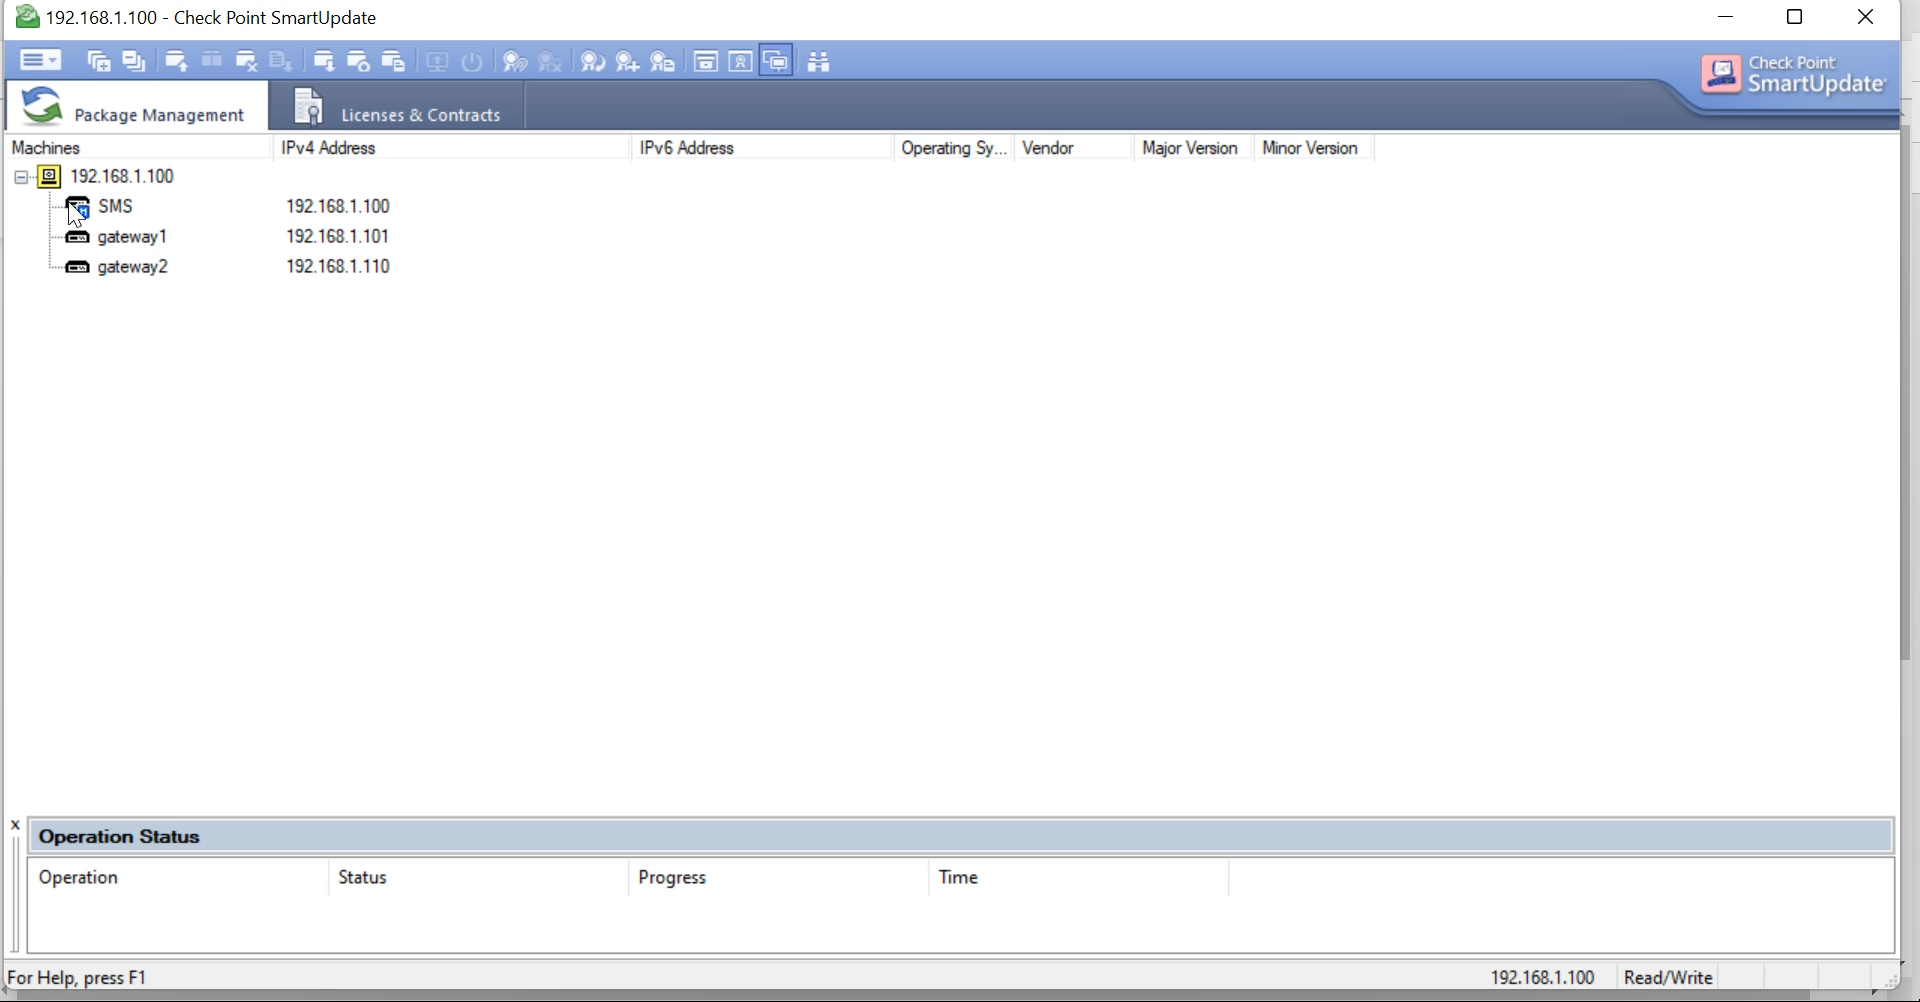 192.168.1.100 - Check Point SmartUpdate
Check Point
SmartUpdate
Package Management
Licenses & Contracts
Machines IPv4 Address IPv6 Address Operating Sy... Vendor Major Version Minor Version
192.168.1.100
SMS 192.168.1.100
gateway1 192.168.1.101
gateway2 192.168.1.110
x
Operation Status
Operation Status Progress Time
For Help, press F1 192.168.1.100 Read/Write